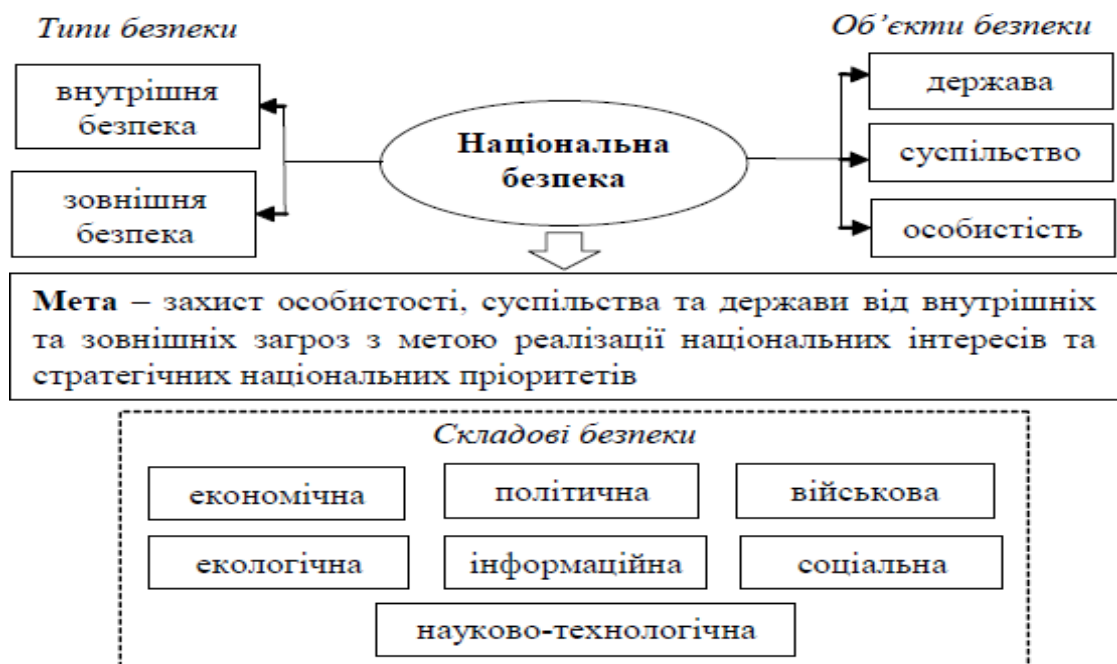 Типи безпеки
Об’єкти безпеки
внутрішня
безпека
зовнішня
безпека
Національна
безпека
держава
суспільство
особистість
Мета – захист особистості, суспільства та держави від внутрішніх
та зовнішніх загроз з метою реалізації національних інтересів та
стратегічних національних пріоритетів
Складові безпеки
економічна
політична
військова
екологічна
інформаційна
соціальна
науково-технологічна